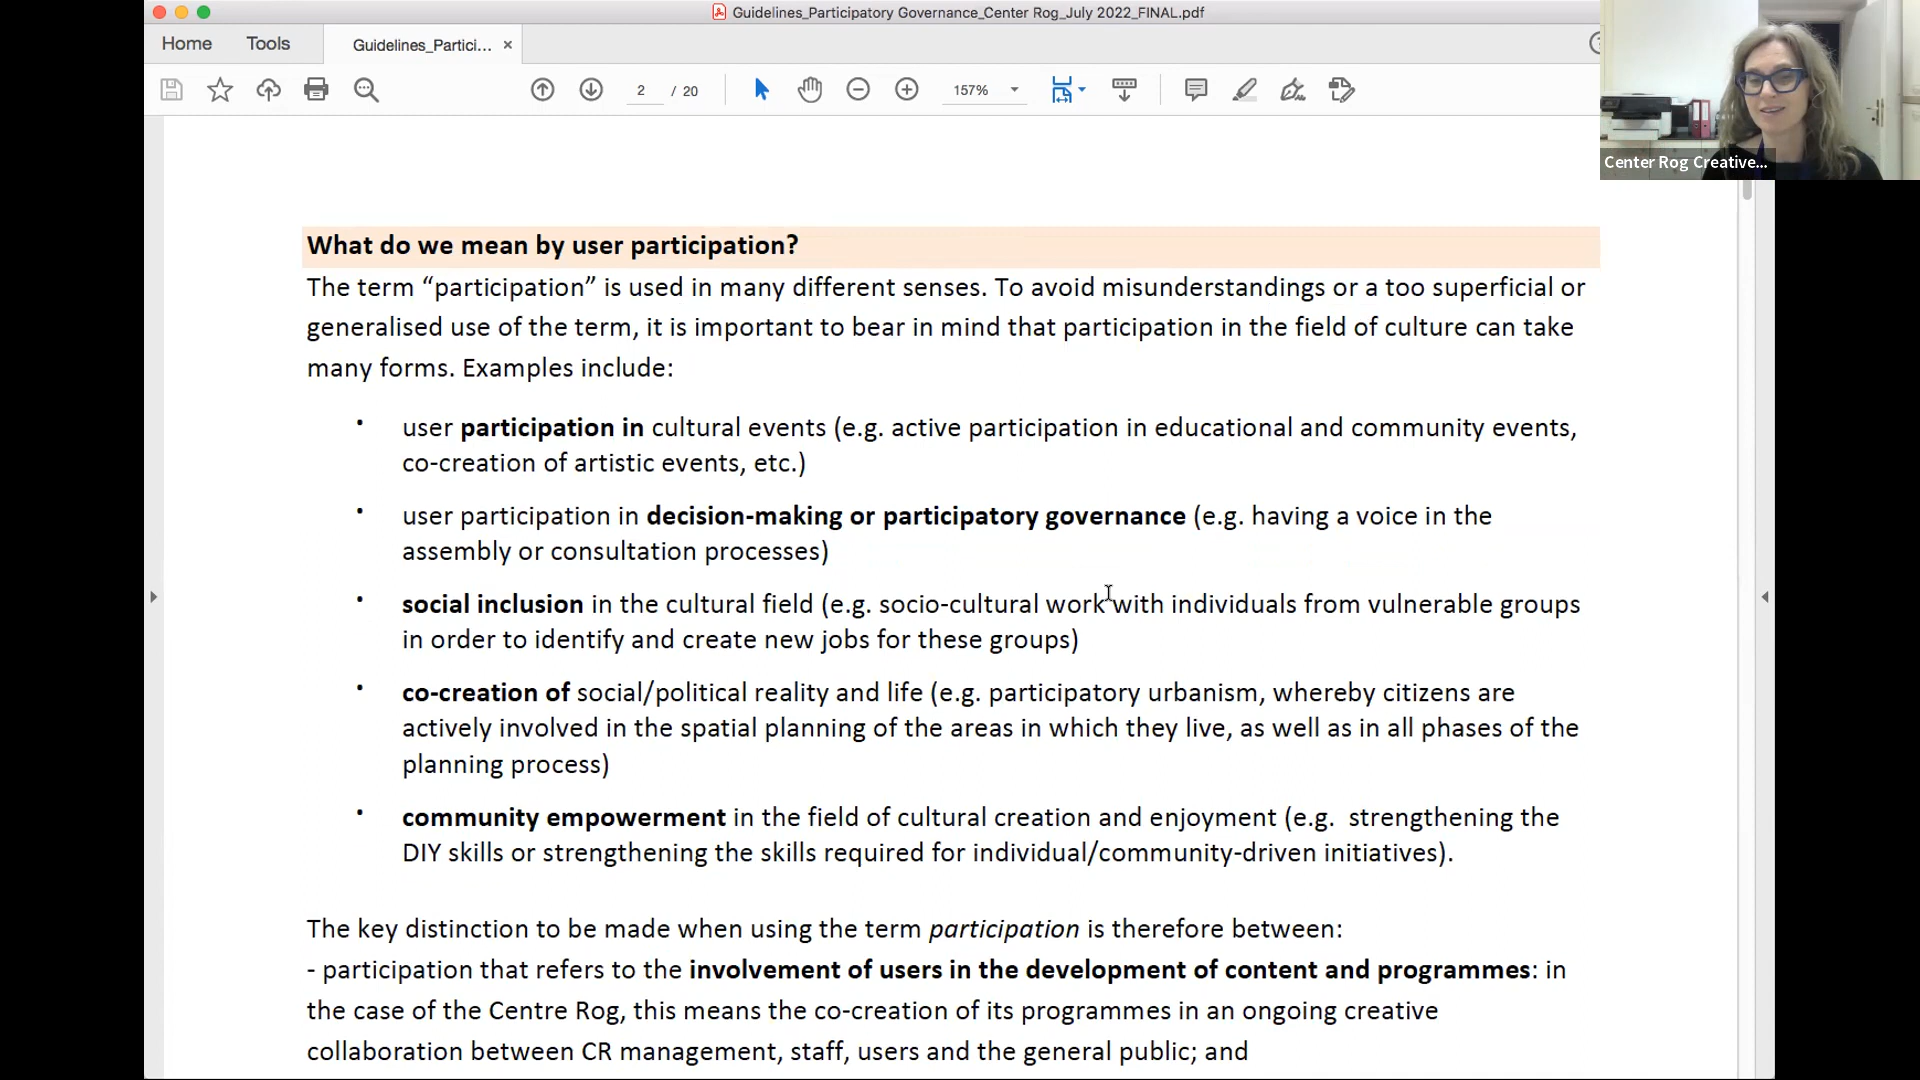 Guidelines_Participatory Governance_Center Rog_July 2022_FINAL.pdf
Home Tools Guidelines_Partici... ×
2 / 20 157%
Center Rog Creative...
What do we mean by user participation?
The term “participation” is used in many different senses. To avoid misunderstandings or a too superficial or
generalised use of the term, it is important to bear in mind that participation in the field of culture can take
many forms. Examples include:
• user participation in cultural events (e.g. active participation in educational and community events,
co-creation of artistic events, etc.)
• user participation in decision-making or participatory governance (e.g. having a voice in the
assembly or consultation processes)
• social inclusion in the cultural field (e.g. socio-cultural work with individuals from vulnerable groups
in order to identify and create new jobs for these groups)
• co-creation of social/political reality and life (e.g. participatory urbanism, whereby citizens are
actively involved in the spatial planning of the areas in which they live, as well as in all phases of the
planning process)
• community empowerment in the field of cultural creation and enjoyment (e.g. strengthening the
DIY skills or strengthening the skills required for individual/community-driven initiatives).
The key distinction to be made when using the term participation is therefore between:
- participation that refers to the involvement of users in the development of content and programmes: in
the case of the Centre Rog, this means the co-creation of its programmes in an ongoing creative
collaboration between CR management, staff, users and the general public; and